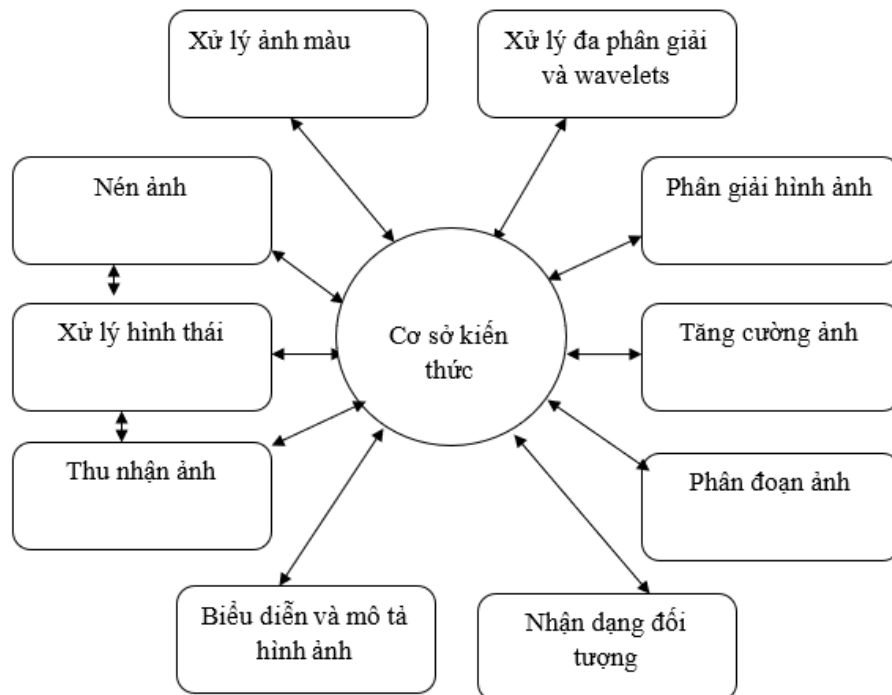 Xử lý ảnh màu
Xử lý đa phân giải
và wavelets
Nén ảnh
Phân giải hình ảnh
Xử lý hình thái
Cơ sở kiến
thức
Tăng cường ảnh
Thu nhận ảnh
Phân đoạn ảnh
Biểu diễn và mô tả
hình ảnh
Nhận dạng đối
tượng